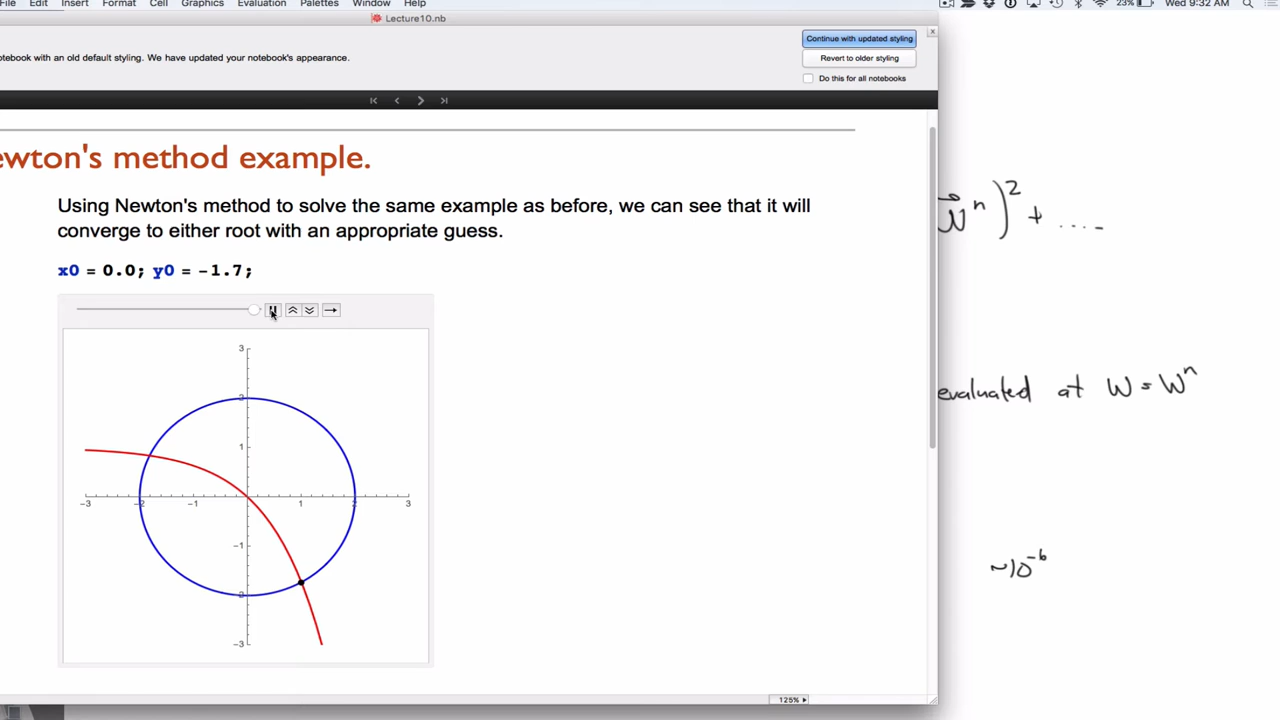 File Edit Insert Format Cell Graphics Evaluation Palettes Window Help 23% Wed 9:32 AM
Lecture10.nb
otebook with an old default styling. We have updated your notebook's appearance.
Continue with updated styling
Revert to older styling
Do this for all notebooks
ewton's method example.
Using Newton's method to solve the same example as before, we can see that it will
converge to either root with an appropriate guess.
x0 = 0.0; y0 = -1.7;
3
2
1
-3 -2 -1 1 2 3
-1
-2
-3
125%
W^n)^2 + ....
evaluated at W = W^n
~10^-6